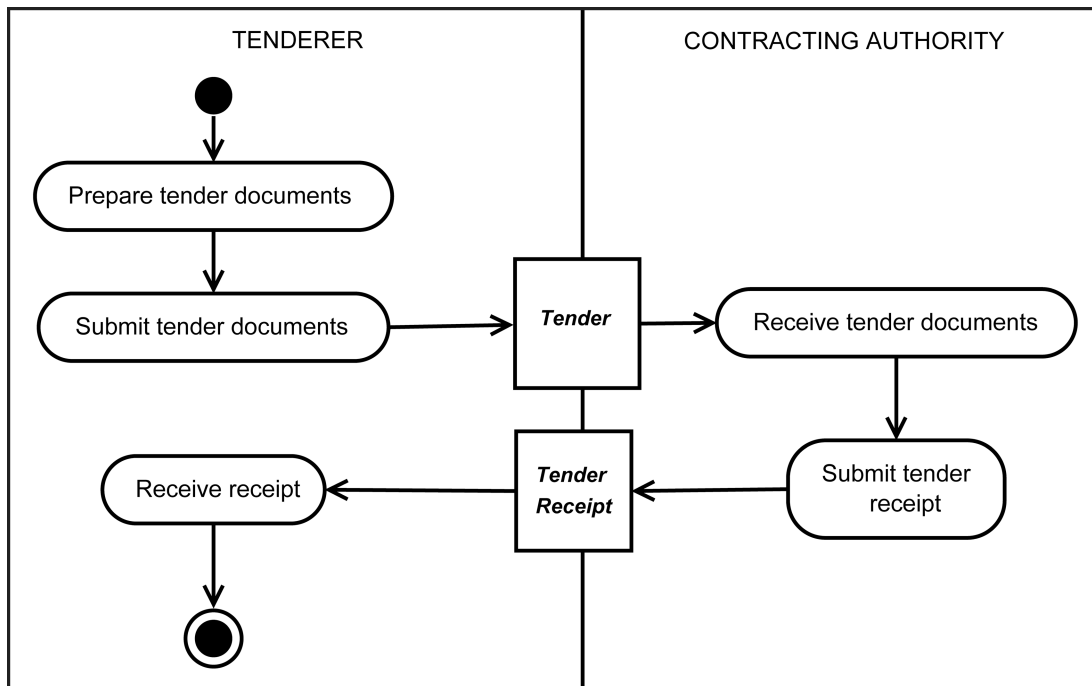 TENDERER
CONTRACTING AUTHORITY
Prepare tender documents
Submit tender documents
Tender
Receive tender documents
Receive receipt
Tender
Receipt
Submit tender
receipt